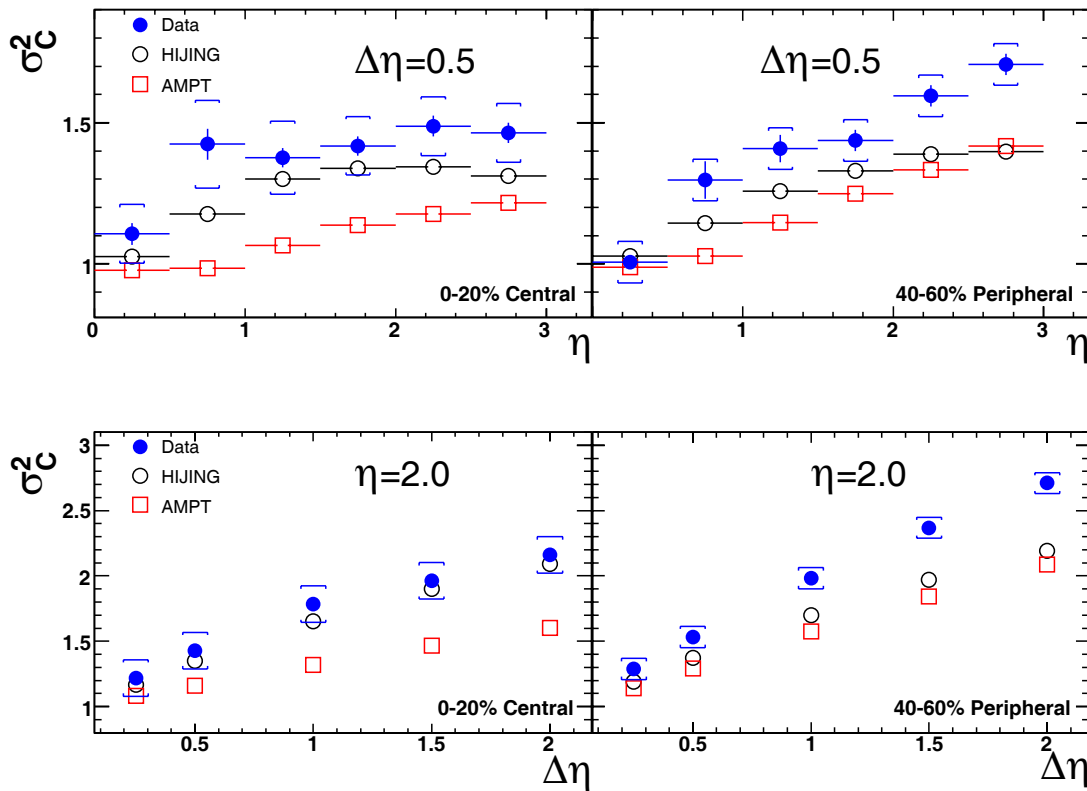 σ²_C
Data
HIJING
AMPT
Δη=0.5
Δη=0.5
1.5
1
0-20% Central
40-60% Peripheral
0 1 2 3 1 2 3
η η
σ²_C
3
2.5
2
1.5
1
Data
HIJING
AMPT
η=2.0
η=2.0
0-20% Central
40-60% Peripheral
0.5 1 1.5 2 0.5 1 1.5 2
Δη Δη